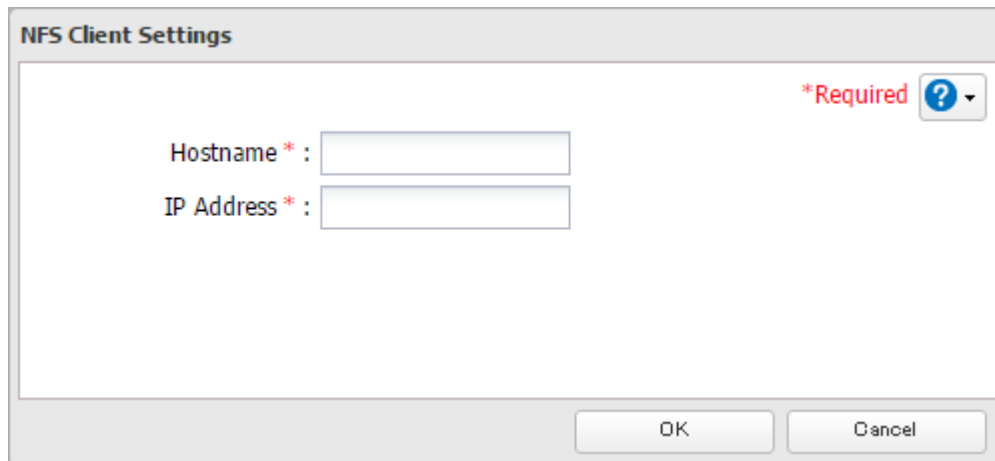 NFS Client Settings
*Required ?
Hostname * :
IP Address * :
OK Cancel